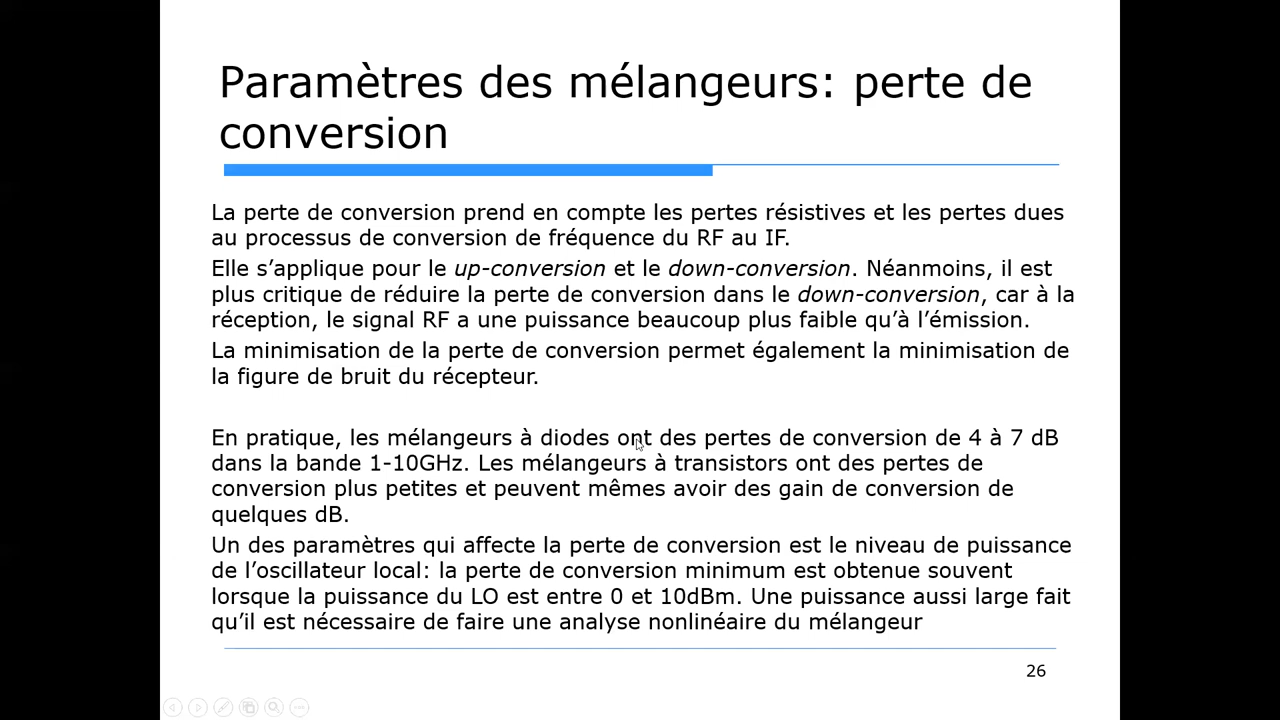 Paramètres des mélangeurs: perte de
conversion
La perte de conversion prend en compte les pertes résistives et les pertes dues
au processus de conversion de fréquence du RF au IF.
Elle s’applique pour le up-conversion et le down-conversion. Néanmoins, il est
plus critique de réduire la perte de conversion dans le down-conversion, car à la
réception, le signal RF a une puissance beaucoup plus faible qu’à l’émission.
La minimisation de la perte de conversion permet également la minimisation de
la figure de bruit du récepteur.
En pratique, les mélangeurs à diodes ont des pertes de conversion de 4 à 7 dB
dans la bande 1-10GHz. Les mélangeurs à transistors ont des pertes de
conversion plus petites et peuvent mêmes avoir des gain de conversion de
quelques dB.
Un des paramètres qui affecte la perte de conversion est le niveau de puissance
de l’oscillateur local: la perte de conversion minimum est obtenue souvent
lorsque la puissance du LO est entre 0 et 10dBm. Une puissance aussi large fait
qu’il est nécessaire de faire une analyse nonlinéaire du mélangeur
26